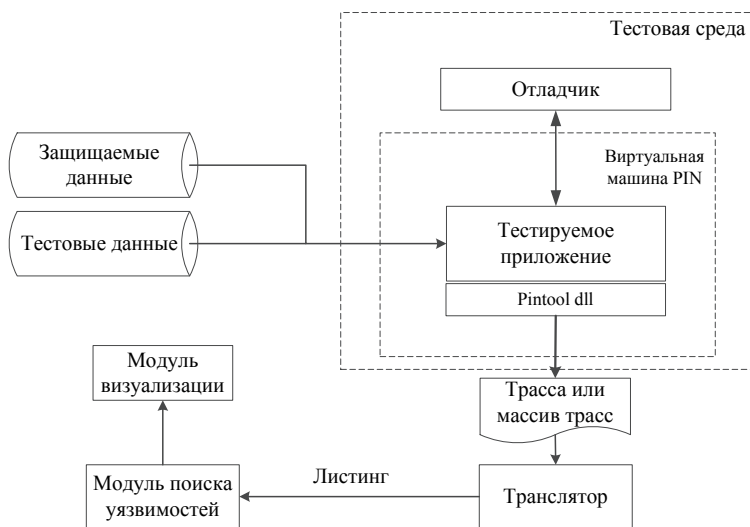 Тестовая среда
Отладчик
Защищаемые
данные
Виртуальная
машина PIN
Тестовые данные
Тестируемое
приложение
Pintool dll
Модуль
визуализации
Трасса или
массив трасс
Листинг
Модуль поиска
уязвимостей
Транслятор